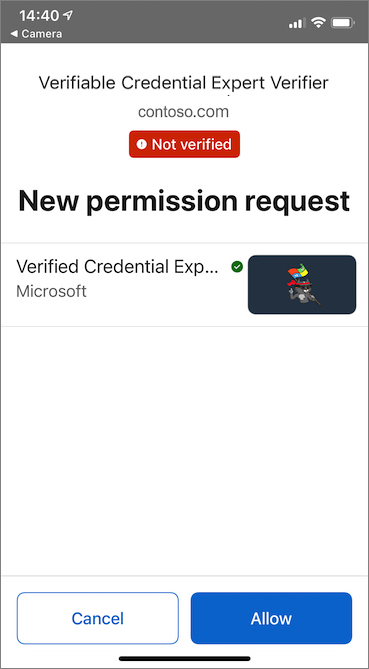 14:40
Camera
Verifiable Credential Expert Verifier
contoso.com
Not verified
New permission request
Verified Credential Exp...
Microsoft
Cancel
Allow